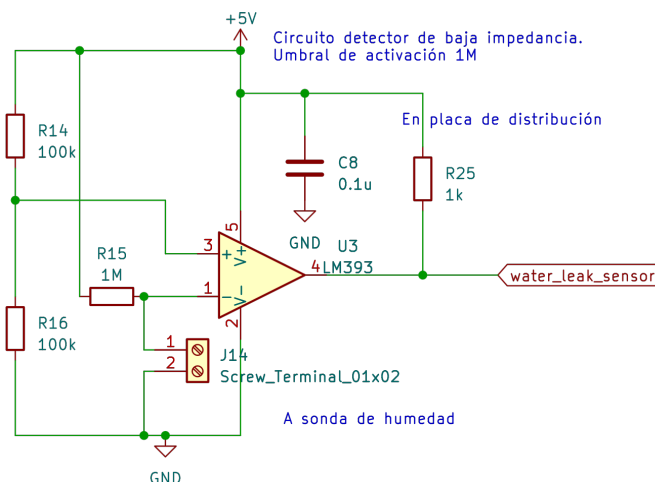 +5V
Circuito detector de baja impedancia.
Umbral de activación 1M
En placa de distribución
R14
100k
C8
0.1u
R25
1k
5
GND
U3
R15
1M
3
+
V+
4
LM393
water_leak_sensor
1
−
V-
2
R16
100k
1
2
J14
Screw_Terminal_01x02
A sonda de humedad
GND